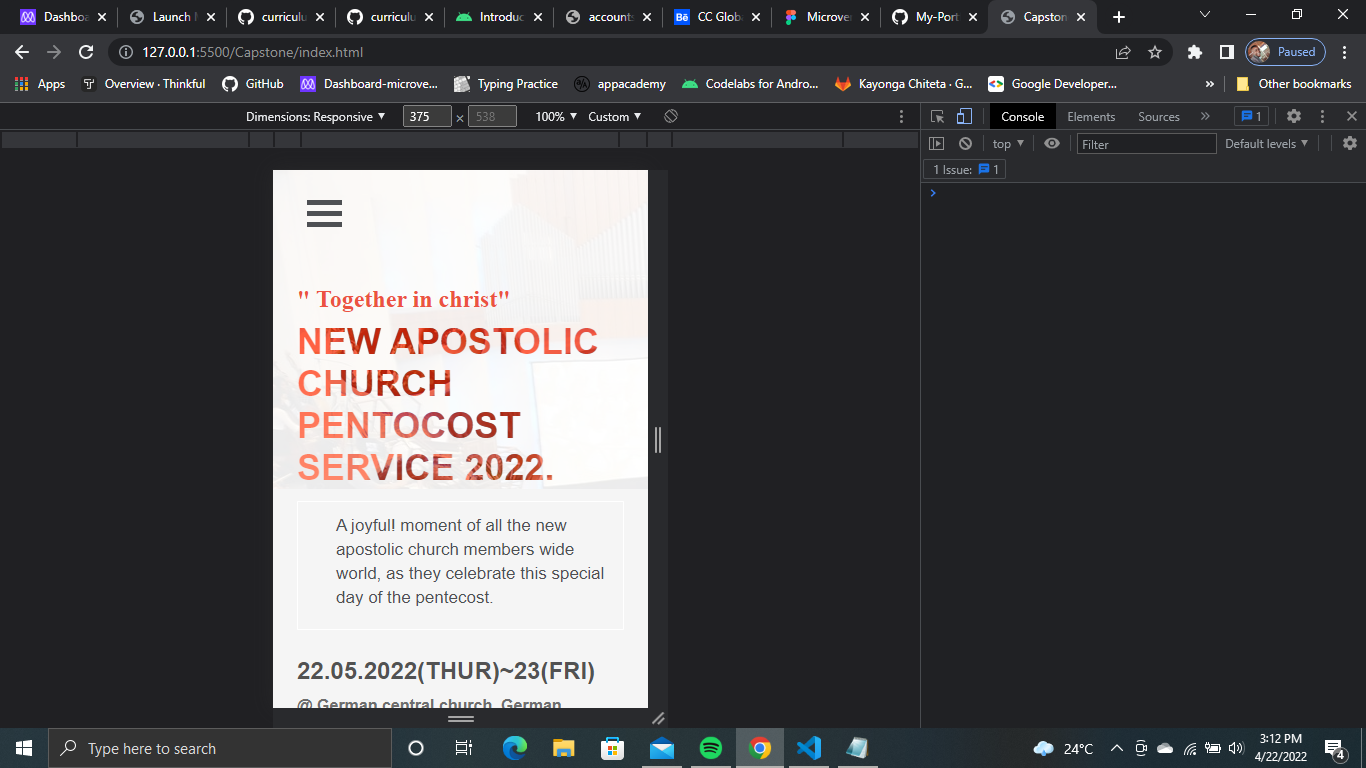 Dashboa
Launch
curriculu
curriculu
Introduc
account
CC Glob
Microve
My-Port
Capston
127.0.0.1:5500/Capstone/index.html
Paused
Apps
Overview · Thinkful
GitHub
Dashboard-microve...
Typing Practice
appacademy
Codelabs for Andro...
Kayonga Chiteta · G...
Google Developer...
»
Other bookmarks
Dimensions: Responsive
375
×
538
100%
Custom
Console
Elements
Sources
»
1
top
Filter
Default levels
1 Issue:
1
" Together in christ"
NEW APOSTOLIC
CHURCH
PENTOCOST
SERVICE 2022.
A joyful! moment of all the new
apostolic church members wide
world, as they celebrate this special
day of the pentecost.
22.05.2022(THUR)~23(FRI)
@ German central church, German
Type here to search
24°C
3:12 PM
4/22/2022
4